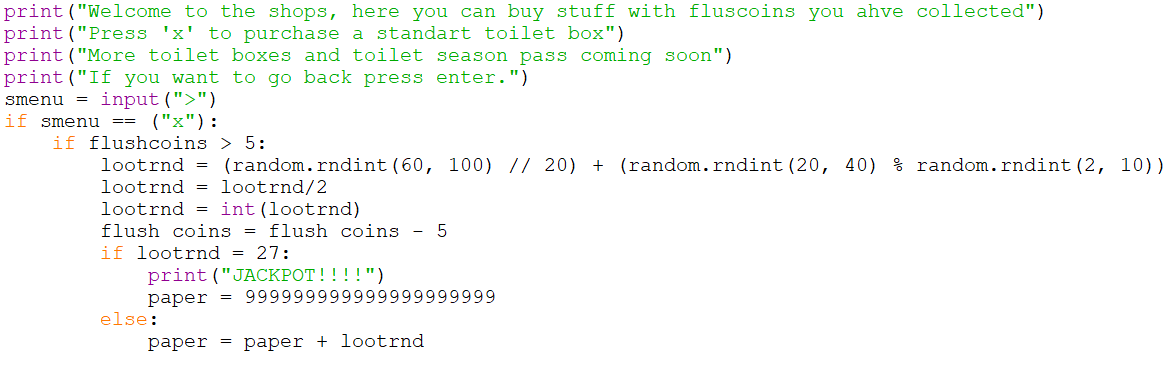 print("Welcome to the shops, here you can buy stuff with fluscoins you ahve collected")
print("Press 'x' to purchase a standart toilet box")
print("More toilet boxes and toilet season pass coming soon")
print("If you want to go back press enter.")
smenu = input(">")
if smenu == ("x"):
    if flushcoins > 5:
        lootrnd = (random.rndint(60, 100) // 20) + (random.rndint(20, 40) % random.rndint(2, 10))
        lootrnd = lootrnd/2
        lootrnd = int(lootrnd)
        flush coins = flush coins - 5
        if lootrnd = 27:
            print("JACKPOT!!!!")
            paper = 999999999999999999999
        else:
            paper = paper + lootrnd